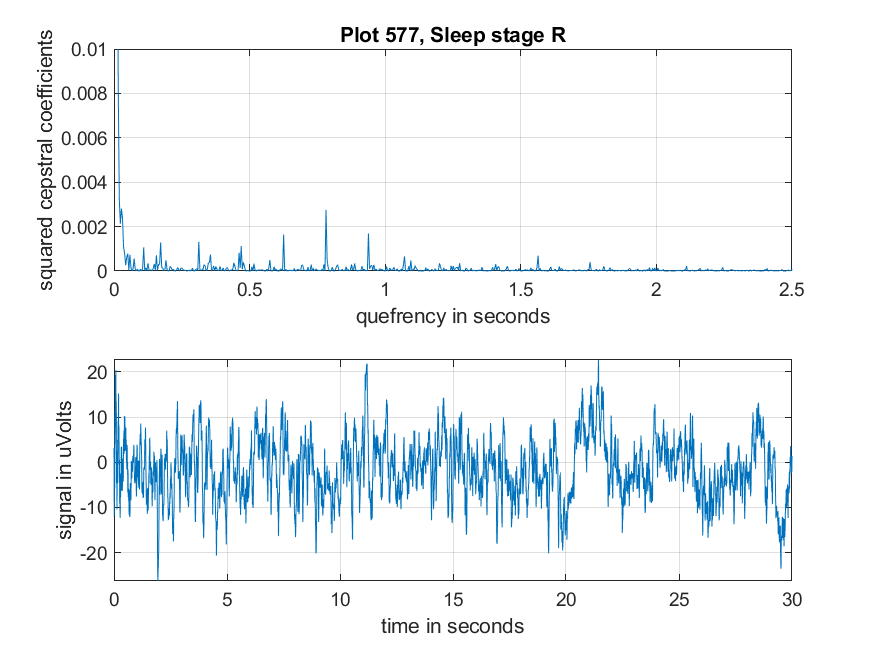 Plot 577, Sleep stage R
squared cepstral coefficients
0.01
0.008
0.006
0.004
0.002
0
0 0.5 1 1.5 2 2.5
quefrency in seconds
signal in uVolts
20
10
0
-10
-20
0 5 10 15 20 25 30
time in seconds